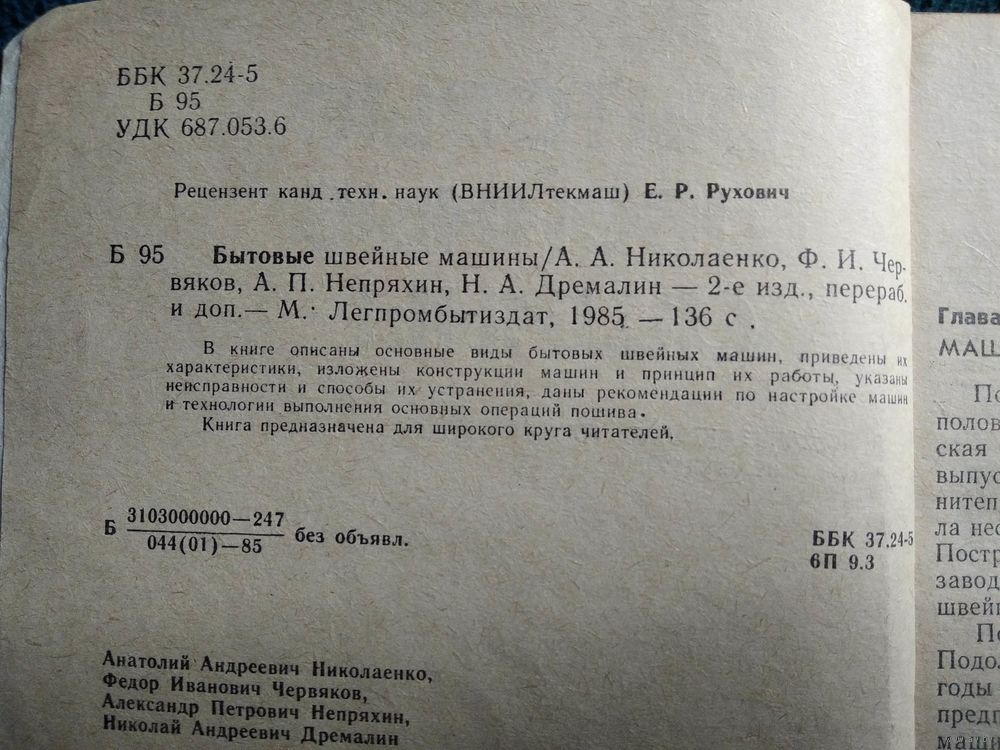 ББК 37.24-5
Б 95
УДК 687.053.6
Рецензент канд. техн. наук (ВНИИЛтекмаш) Е. Р. Рухович
Б 95 Бытовые швейные машины/А. А. Николаенко, Ф. И. Чер-
вяков, А. П. Непряхин, Н. А. Дремалин — 2-е изд., перераб.
и доп.— М.· Легпромбытиздат, 1985. — 136 с .
В книге описаны основные виды бытовых швейных машин, приведены их
характеристики, изложены конструкции машин и принцип их работы, указаны
неисправности и способы их устранения, даны рекомендации по настройке машин
и технологии выполнения основных операций пошива.
Книга предназначена для широкого круга читателей.
Б 3103000000—247
044(01)—85 без объявл.
ББК 37.24-5
6П 9.3
Анатолий Андреевич Николаенко,
Федор Иванович Червяков,
Александр Петрович Непряхин,
Николай Андреевич Дремалин
Глава
МАШ
По
полов
ская
выпус
нитеп
ла нес
Постр
завод
швей
По
Подол
годы
предп
маши